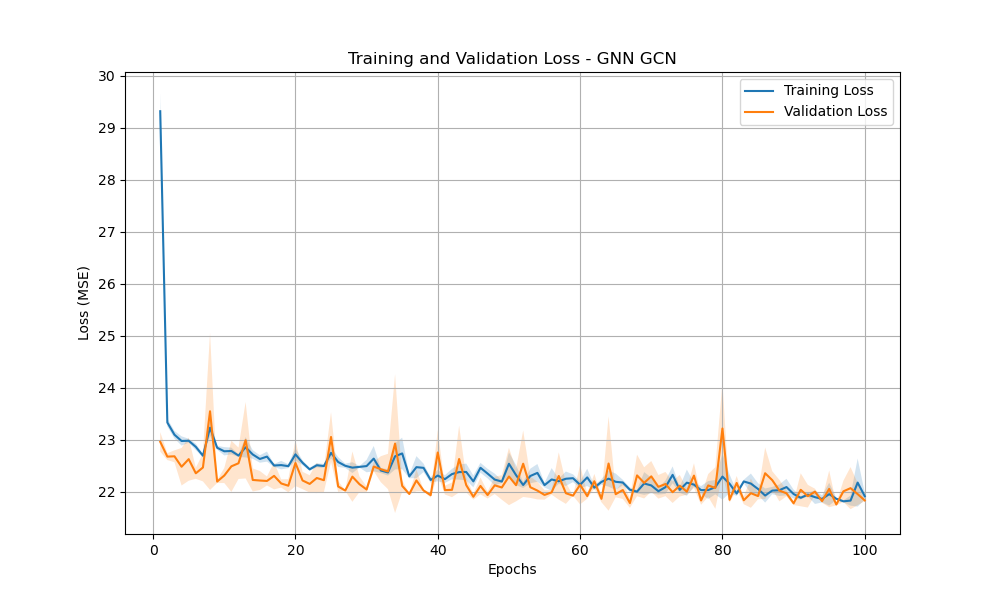 Training and Validation Loss - GNN GCN
Training Loss
Validation Loss
30
29
28
27
26
25
24
23
22
Loss (MSE)
0 20 40 60 80 100
Epochs